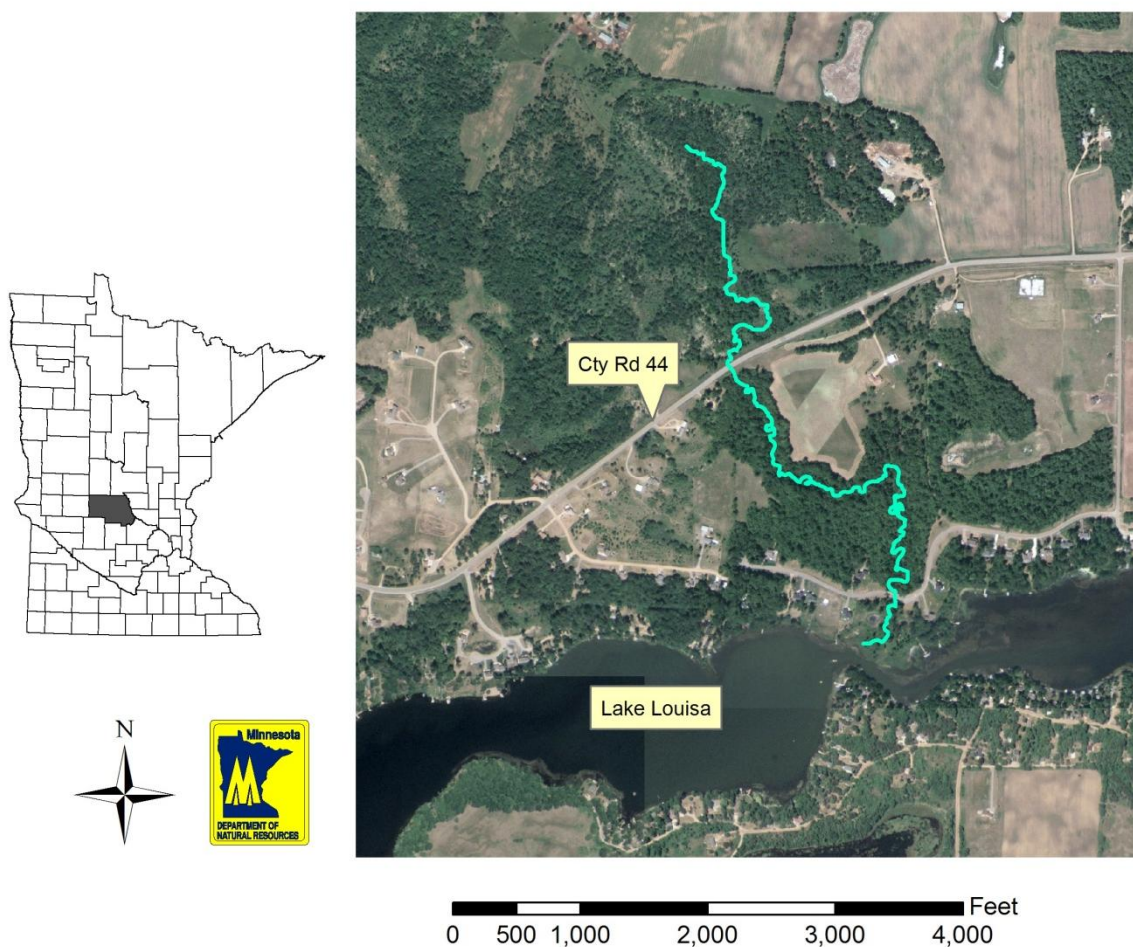 Cty Rd 44
Lake Louisa
N
Minnesota
M
DEPARTMENT OF
NATURAL RESOURCES
Feet
0 500 1,000 2,000 3,000 4,000